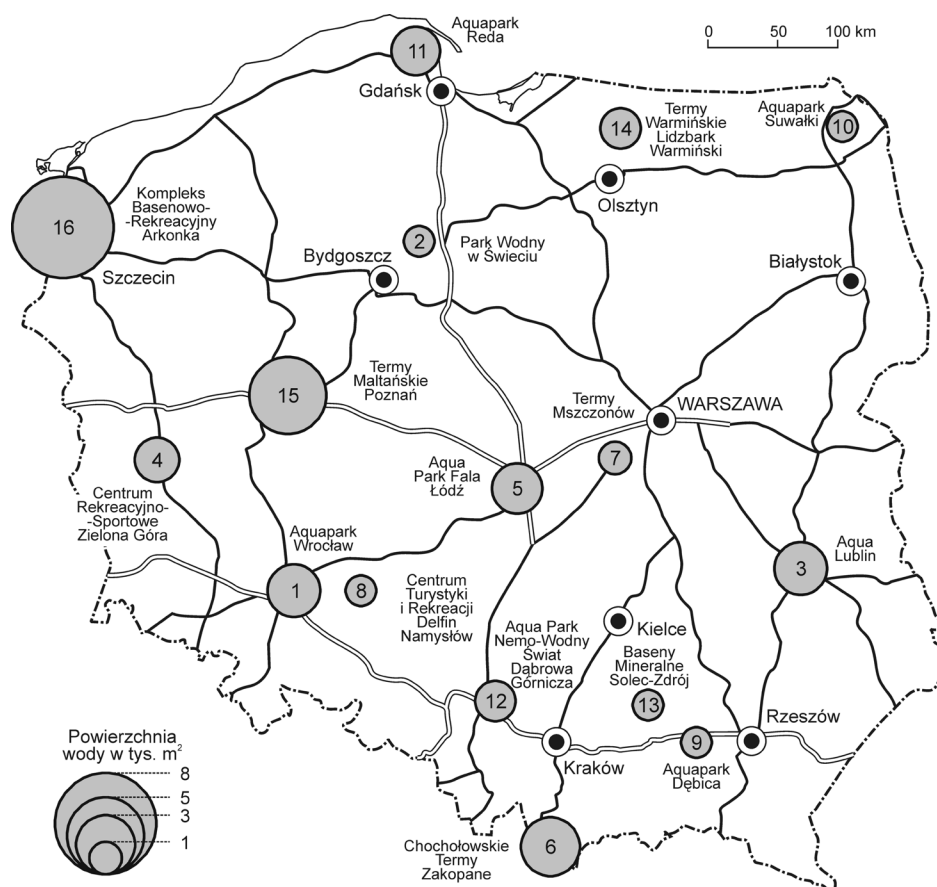 Aquapark
Reda
11
0 50 100 km
Gdańsk
14
Termy
Warmińskie
Lidzbark
Warmiński
Aquapark
Suwałki
10
Olsztyn
Kompleks
Basenowo-
-Rekreacyjny
Arkonka
16
Szczecin
2
Park Wodny
w Świeciu
Bydgoszcz
Białystok
15
Termy
Maltańskie
Poznań
Termy
Mszczonów
WARSZAWA
4
Centrum
Rekreacyjno-
-Sportowe
Zielona Góra
Aqua
Park Fala
Łódź
5
7
Aquapark
Wrocław
1
8
Centrum
Turystyki
i Rekreacji
Delfin
Namysłów
Aqua
Lublin
3
Aqua Park
Nemo-Wodny
Świat
Dąbrowa
Górnicza
12
Kielce
Baseny
Mineralne
Solec-Zdrój
13
Kraków
9
Aquapark
Dębica
Rzeszów
Chochołowskie
Termy
Zakopane
6
Powierzchnia
wody w tys. m²
8
5
3
1